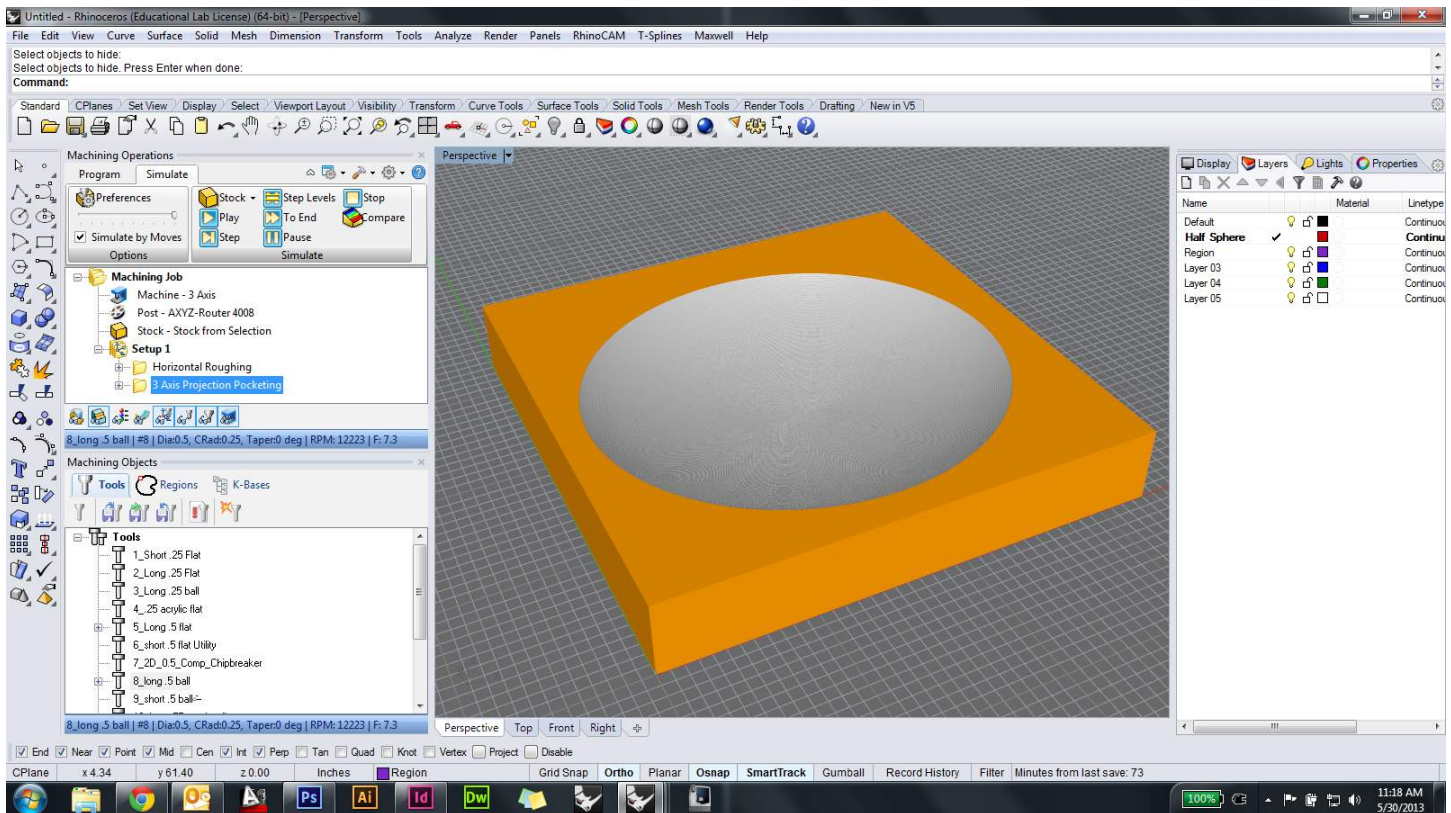 Untitled - Rhinoceros (Educational Lab License) (64-bit) - [Perspective]
File Edit View Curve Surface Solid Mesh Dimension Transform Tools Analyze Render Panels RhinoCAM T-Splines Maxwell Help
Select objects to hide:
Select objects to hide. Press Enter when done:
Command:
Standard CPlanes Set View Display Select Viewport Layout Visibility Transform Curve Tools Surface Tools Solid Tools Mesh Tools Render Tools Drafting New in V5
Machining Operations
Program Simulate
Preferences Stock Step Levels Stop
Play To End Compare
Simulate by Moves Step Pause
Options Simulate
Machining Job
Machine - 3 Axis
Post - AXYZ-Router 4008
Stock - Stock from Selection
Setup 1
Horizontal Roughing
3 Axis Projection Pocketing
8_long .5 ball | #8 | Dia:0.5, CRad:0.25, Taper:0 deg | RPM: 12223 | F: 7.3
Machining Objects
Tools Regions K-Bases
Tools
1_Short .25 Flat
2_Long .25 Flat
3_Long .25 ball
4_.25 acrylic flat
5_Long .5 flat
6_short .5 flat Utility
7_2D_0.5_Comp_Chipbreaker
8_long .5 ball
9_short .5 ball
8_long .5 ball | #8 | Dia:0.5, CRad:0.25, Taper:0 deg | RPM: 12223 | F: 7.3
Perspective
Perspective Top Front Right
Display Layers Lights Properties
Name Material Linetype
Default Continuou
Half Sphere Continu
Region Continuou
Layer 03 Continuou
Layer 04 Continuou
Layer 05 Continuou
End Near Point Mid Cen Int Perp Tan Quad Knot Vertex Project Disable
CPlane x 4.34 y 61.40 z 0.00 Inches Region Grid Snap Ortho Planar Osnap SmartTrack Gumball Record History Filter Minutes from last save: 73
Ps Ai Id Dw
100%
11:18 AM
5/30/2013